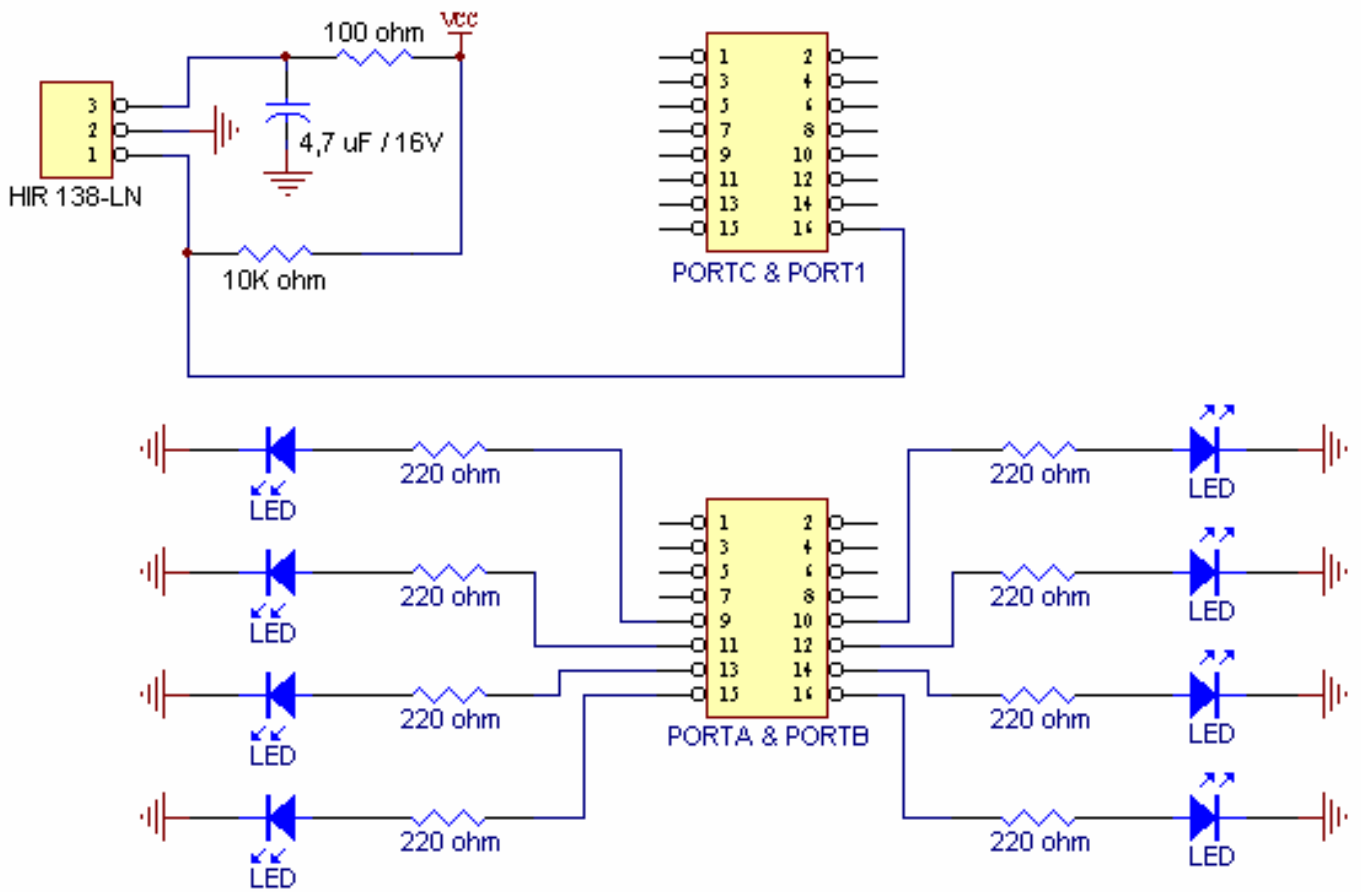 100 ohm
VCC
3
2
1
HIR 138-LN
4,7 uF / 16V
10K ohm
1 2
3 4
5 6
7 8
9 10
11 12
13 14
15 16
PORTC & PORT1
220 ohm
LED
220 ohm
LED
220 ohm
LED
220 ohm
LED
1 2
3 4
5 6
7 8
9 10
11 12
13 14
15 16
PORTA & PORTB
220 ohm
LED
220 ohm
LED
220 ohm
LED
220 ohm
LED